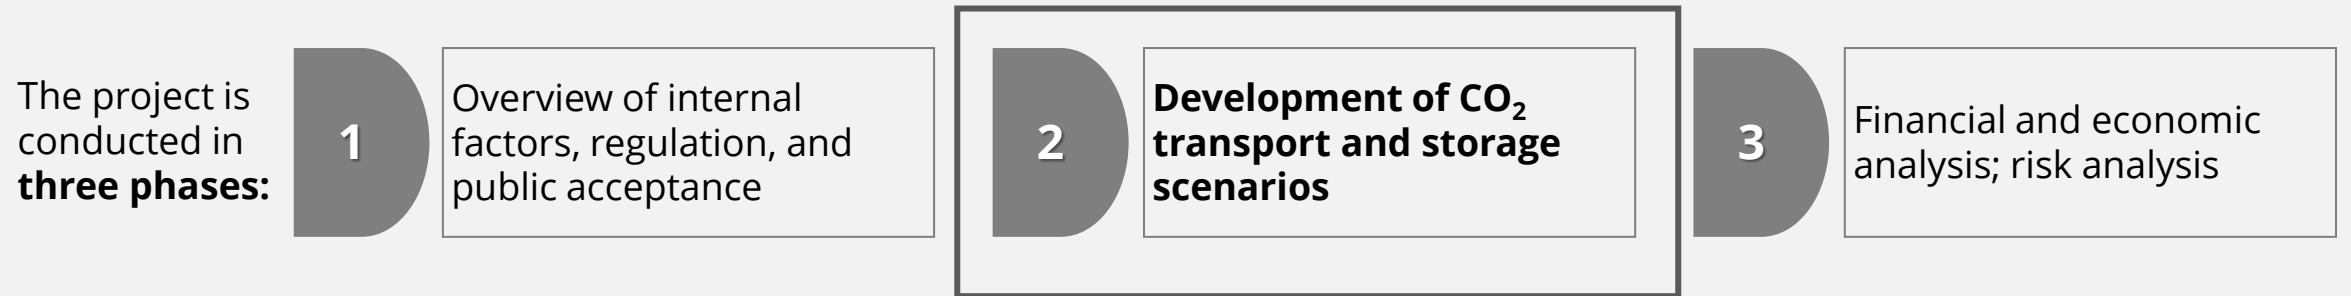 The project is
conducted in
three phases:
1
Overview of internal
factors, regulation, and
public acceptance
2
Development of CO₂
transport and storage
scenarios
3
Financial and economic
analysis; risk analysis